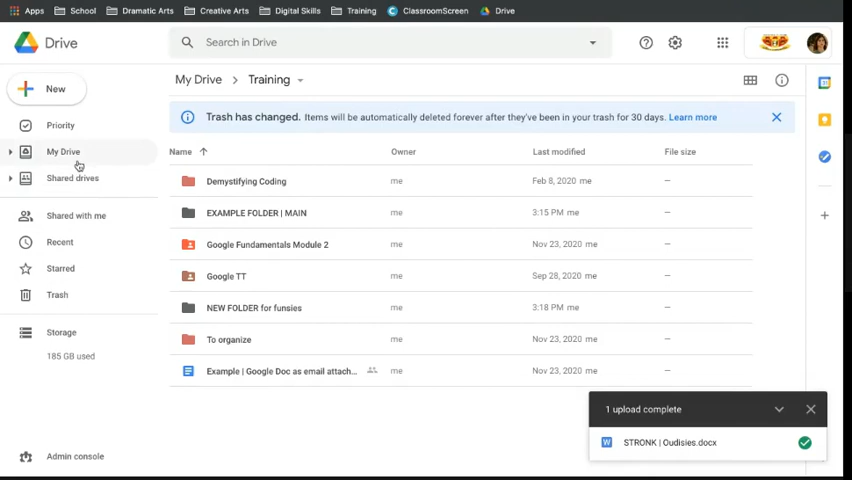 Apps School Dramatic Arts Creative Arts Digital Skills Training ClassroomScreen Drive
Drive
Search in Drive
New
Priority
My Drive
Shared drives
Shared with me
Recent
Starred
Trash
Storage
185 GB used
Admin console
My Drive > Training
Trash has changed. Items will be automatically deleted forever after they've been in your trash for 30 days. Learn more
Name Owner Last modified File size
Demystifying Coding me Feb 8, 2020 me —
EXAMPLE FOLDER | MAIN me 3:15 PM me —
Google Fundamentals Module 2 me Nov 23, 2020 me —
Google TT me Sep 28, 2020 me —
NEW FOLDER for funsies me 3:18 PM me —
To organize me Nov 23, 2020 me —
Example | Google Doc as email attach... me Nov 23, 2020 me —
1 upload complete
W STRONK | Oudisies.docx